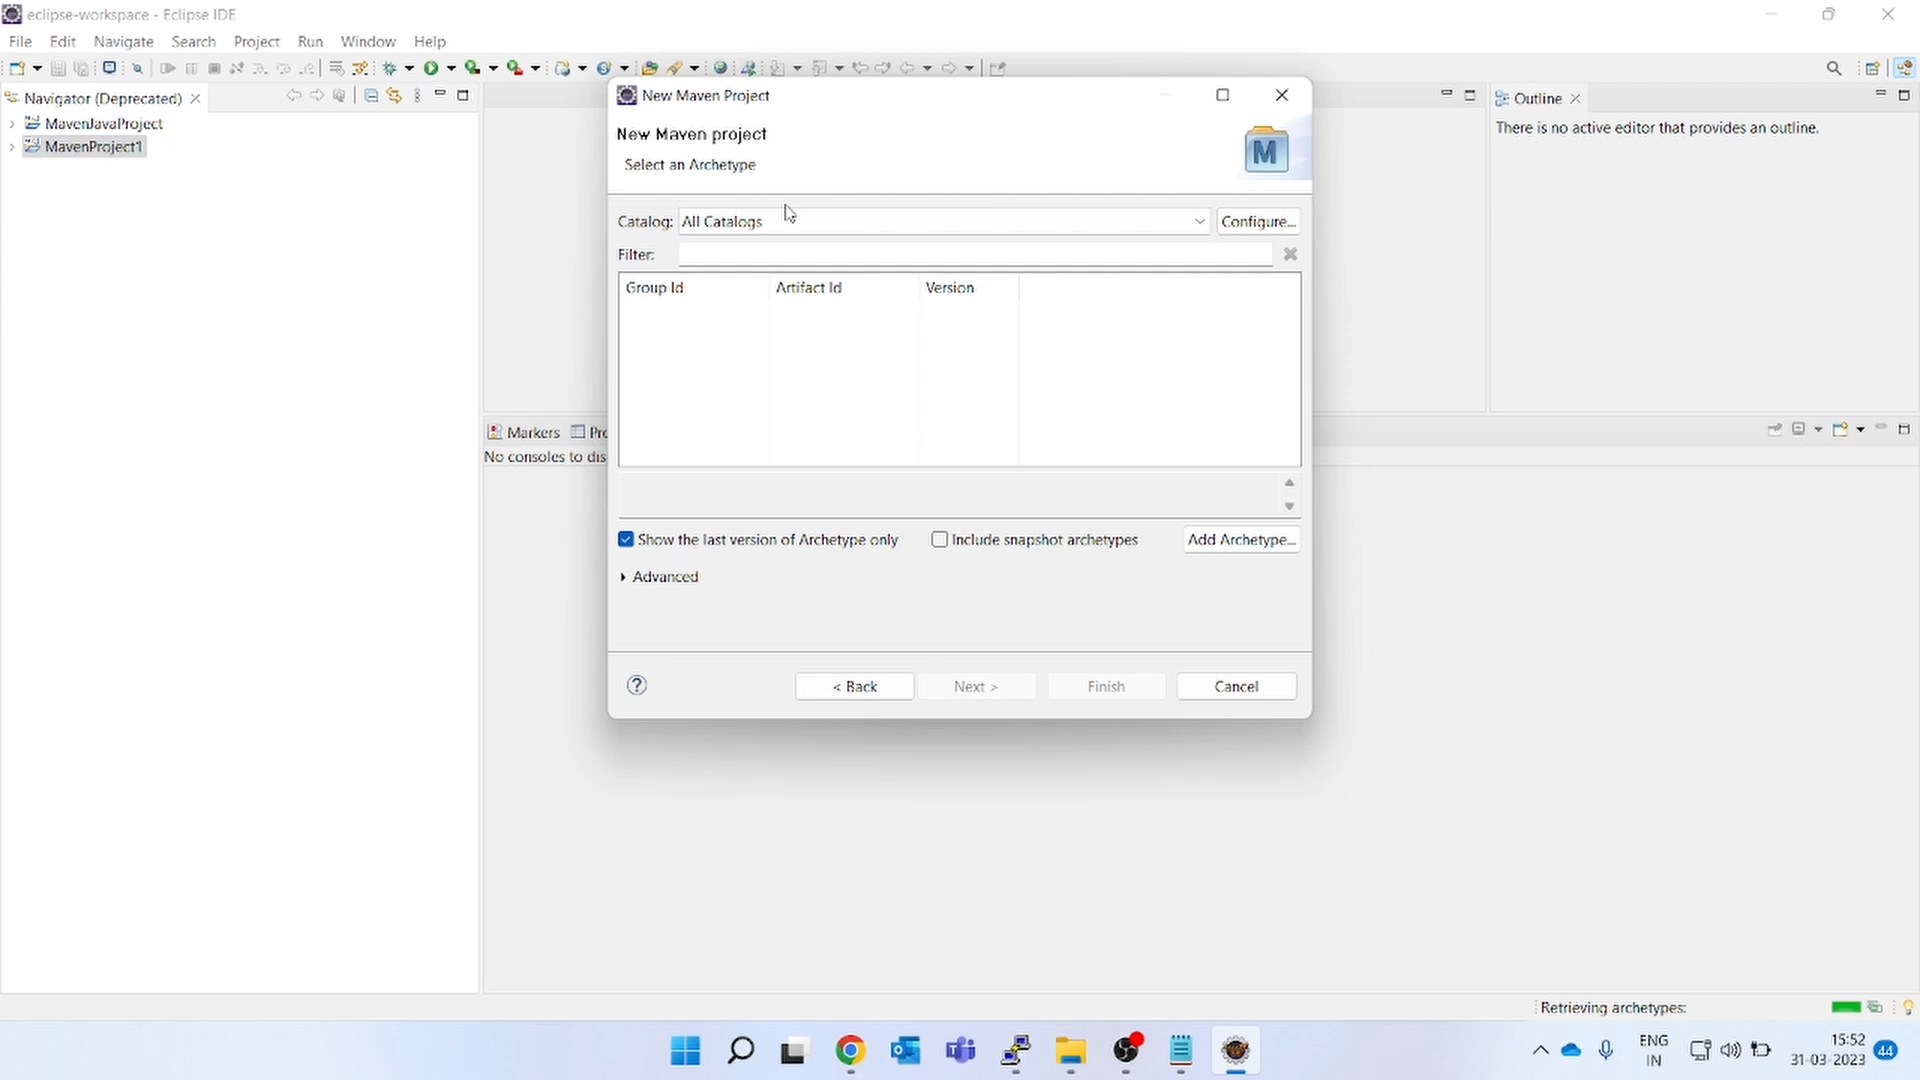 eclipse-workspace - Eclipse IDE
File Edit Navigate Search Project Run Window Help
Navigator (Deprecated)
MavenJavaProject
MavenProject1
New Maven Project
New Maven project
Select an Archetype
M
Catalog: All Catalogs Configure...
Filter:
Group Id Artifact Id Version
Show the last version of Archetype only Include snapshot archetypes Add Archetype...
Advanced
? < Back Next > Finish Cancel
Outline
There is no active editor that provides an outline.
Markers Pro
No consoles to dis
Retrieving archetypes:
ENG
IN
15:52
31-03-2023
44